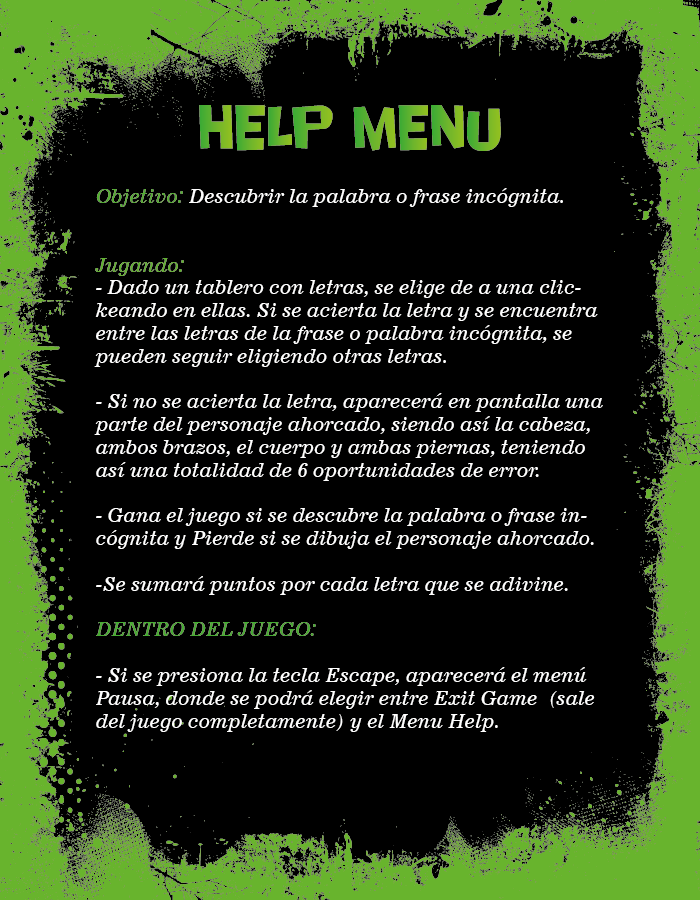 HELP MENU
Objetivo: Descubrir la palabra o frase incógnita.
Jugando:
- Dado un tablero con letras, se elige de a una clic-
keando en ellas. Si se acierta la letra y se encuentra
entre las letras de la frase o palabra incógnita, se
pueden seguir eligiendo otras letras.
- Si no se acierta la letra, aparecerá en pantalla una
parte del personaje ahorcado, siendo así la cabeza,
ambos brazos, el cuerpo y ambas piernas, teniendo
así una totalidad de 6 oportunidades de error.
- Gana el juego si se descubre la palabra o frase in-
cógnita y Pierde si se dibuja el personaje ahorcado.
-Se sumará puntos por cada letra que se adivine.
DENTRO DEL JUEGO:
- Si se presiona la tecla Escape, aparecerá el menú
Pausa, donde se podrá elegir entre Exit Game  (sale
del juego completamente) y el Menu Help.